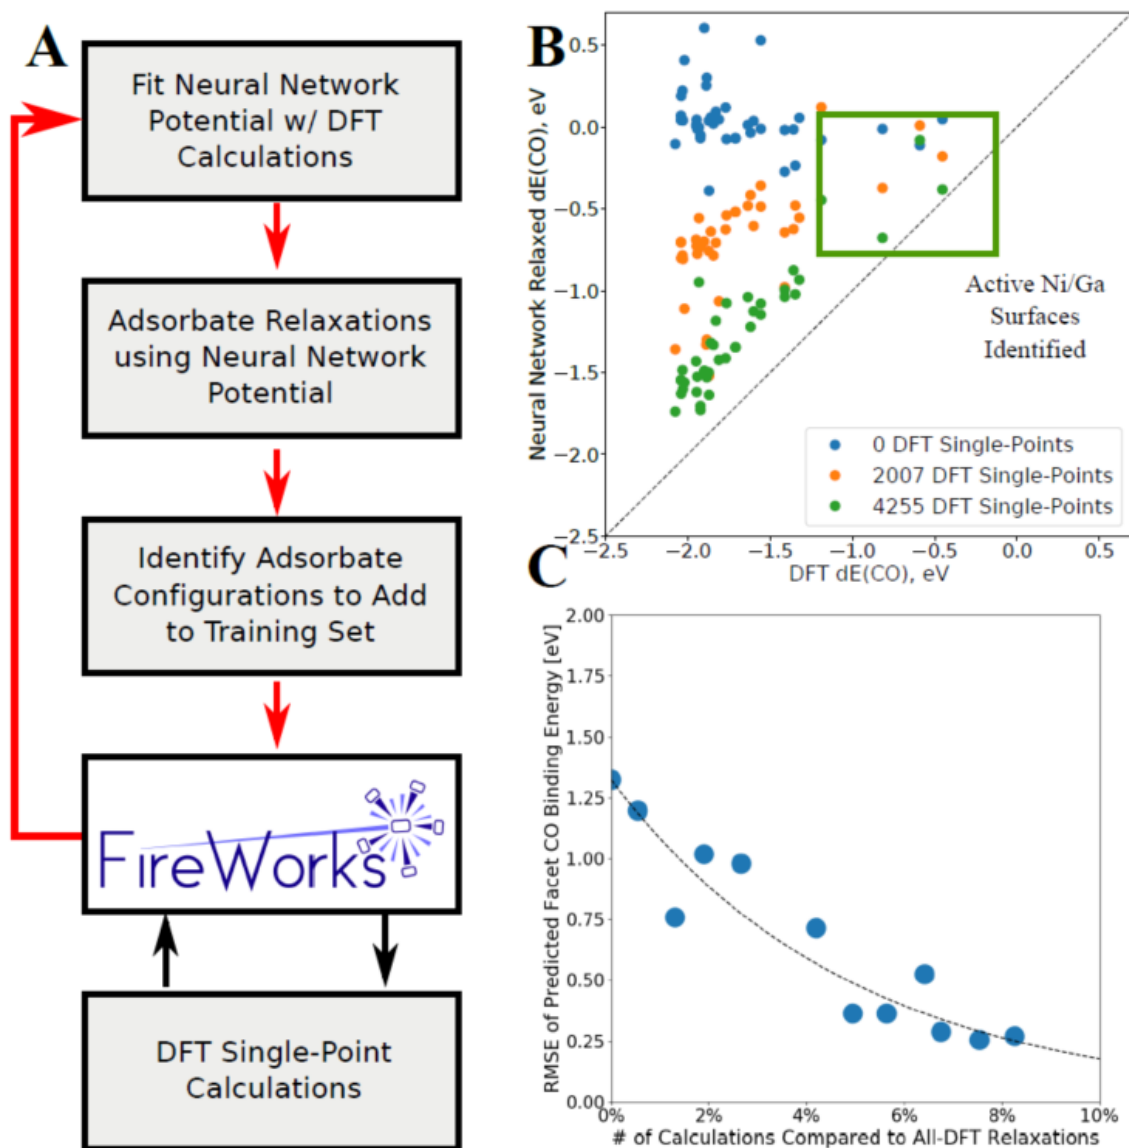 A
Fit Neural Network
Potential w/ DFT
Calculations
Adsorbate Relaxations
using Neural Network
Potential
Identify Adsorbate
Configurations to Add
to Training Set
FireWorks
DFT Single-Point
Calculations
B
Neural Network Relaxed dE(CO), eV
0.5
0.0
−0.5
−1.0
−1.5
−2.0
−2.5
Active Ni/Ga
Surfaces
Identified
0 DFT Single-Points
2007 DFT Single-Points
4255 DFT Single-Points
−2.5 −2.0 −1.5 −1.0 −0.5 0.0 0.5
DFT dE(CO), eV
C
RMSE of Predicted Facet CO Binding Energy [eV]
2.00
1.75
1.50
1.25
1.00
0.75
0.50
0.25
0.00
0% 2% 4% 6% 8% 10%
# of Calculations Compared to All-DFT Relaxations